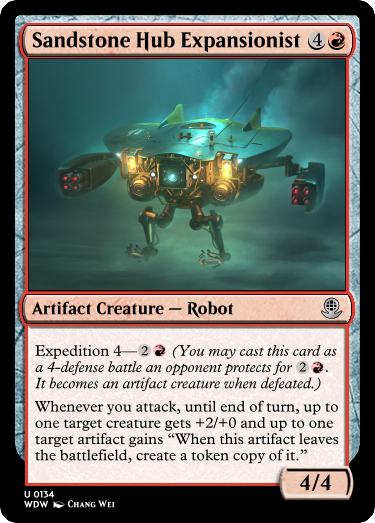 Sandstone Hub Expansionist 4
Artifact Creature — Robot
Expedition 4—2 (You may cast this card as
a 4-defense battle an opponent protects for 2 .
It becomes an artifact creature when defeated.)
Whenever you attack, until end of turn, up to
one target creature gets +2/+0 and up to one
target artifact gains “When this artifact leaves
the battlefield, create a token copy of it.”
4/4
U 0134
WDW Chang Wei